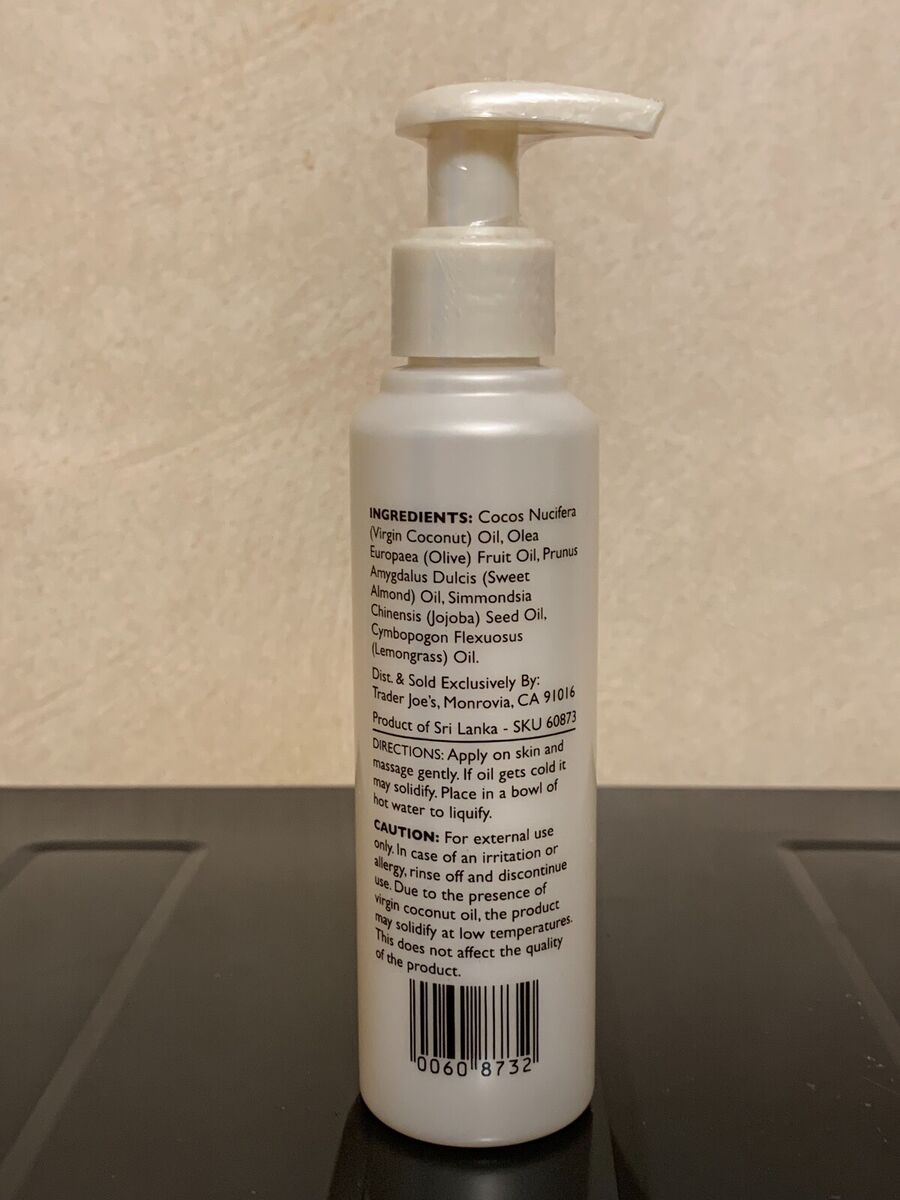 INGREDIENTS: Cocos Nucifera
(Virgin Coconut) Oil, Olea
Europaea (Olive) Fruit Oil, Prunus
Amygdalus Dulcis (Sweet
Almond) Oil, Simmondsia
Chinensis (Jojoba) Seed Oil,
Cymbopogon Flexuosus
(Lemongrass) Oil.
Dist. & Sold Exclusively By:
Trader Joe's, Monrovia, CA 91016
Product of Sri Lanka - SKU 60873
DIRECTIONS: Apply on skin and
massage gently. If oil gets cold it
may solidify. Place in a bowl of
hot water to liquify.
CAUTION: For external use
only. In case of an irritation or
allergy, rinse off and discontinue
use. Due to the presence of
virgin coconut oil, the product
may solidify at low temperatures.
This does not affect the quality
of the product.
0060 8732